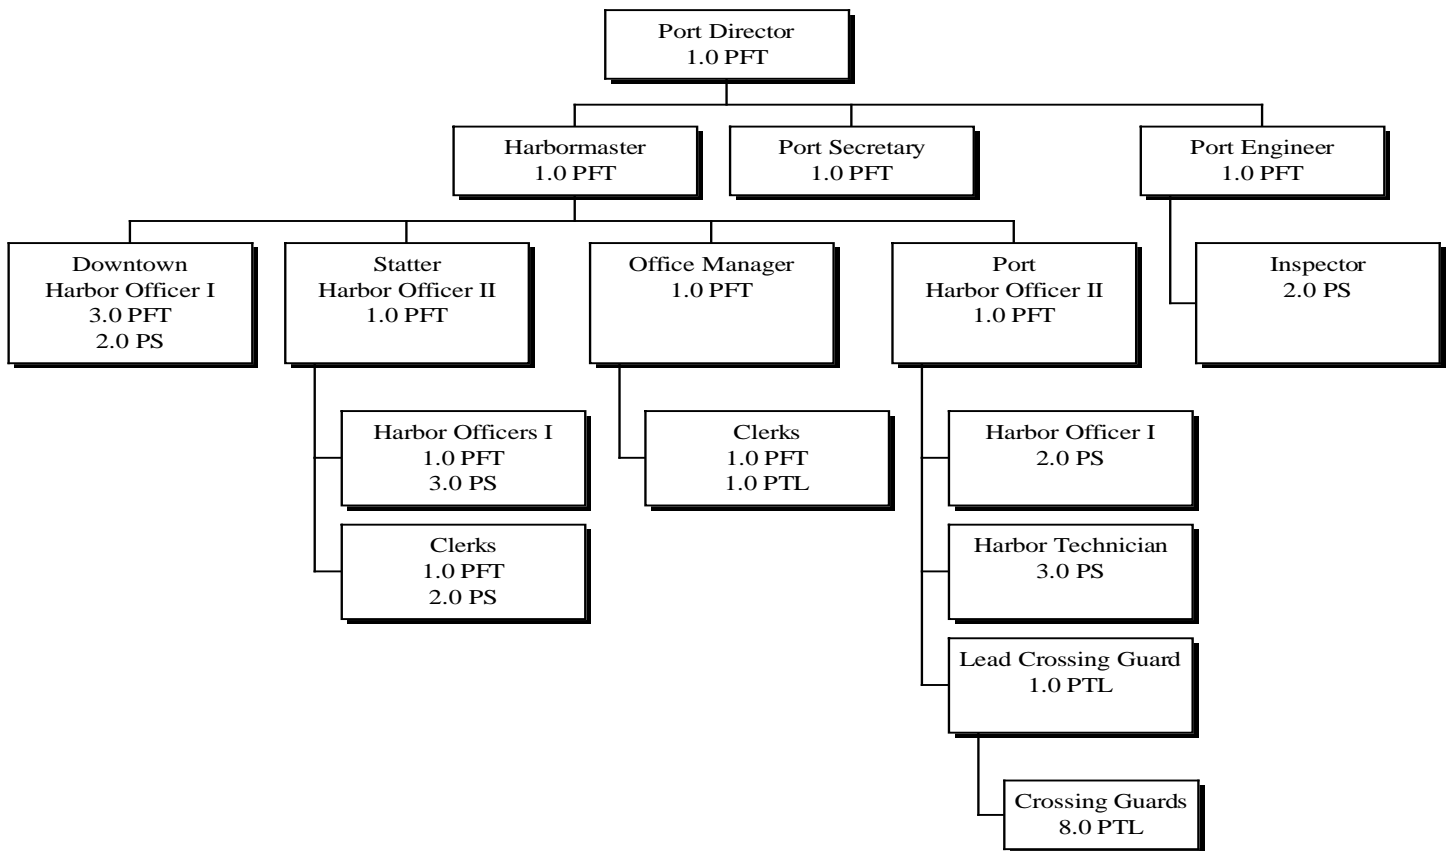 Port Director
1.0 PFT
Harbormaster
1.0 PFT
Port Secretary
1.0 PFT
Port Engineer
1.0 PFT
Downtown
Harbor Officer I
3.0 PFT
2.0 PS
Statter
Harbor Officer II
1.0 PFT
Office Manager
1.0 PFT
Port
Harbor Officer II
1.0 PFT
Inspector
2.0 PS
Harbor Officers I
1.0 PFT
3.0 PS
Clerks
1.0 PFT
1.0 PTL
Harbor Officer I
2.0 PS
Clerks
1.0 PFT
2.0 PS
Harbor Technician
3.0 PS
Lead Crossing Guard
1.0 PTL
Crossing Guards
8.0 PTL